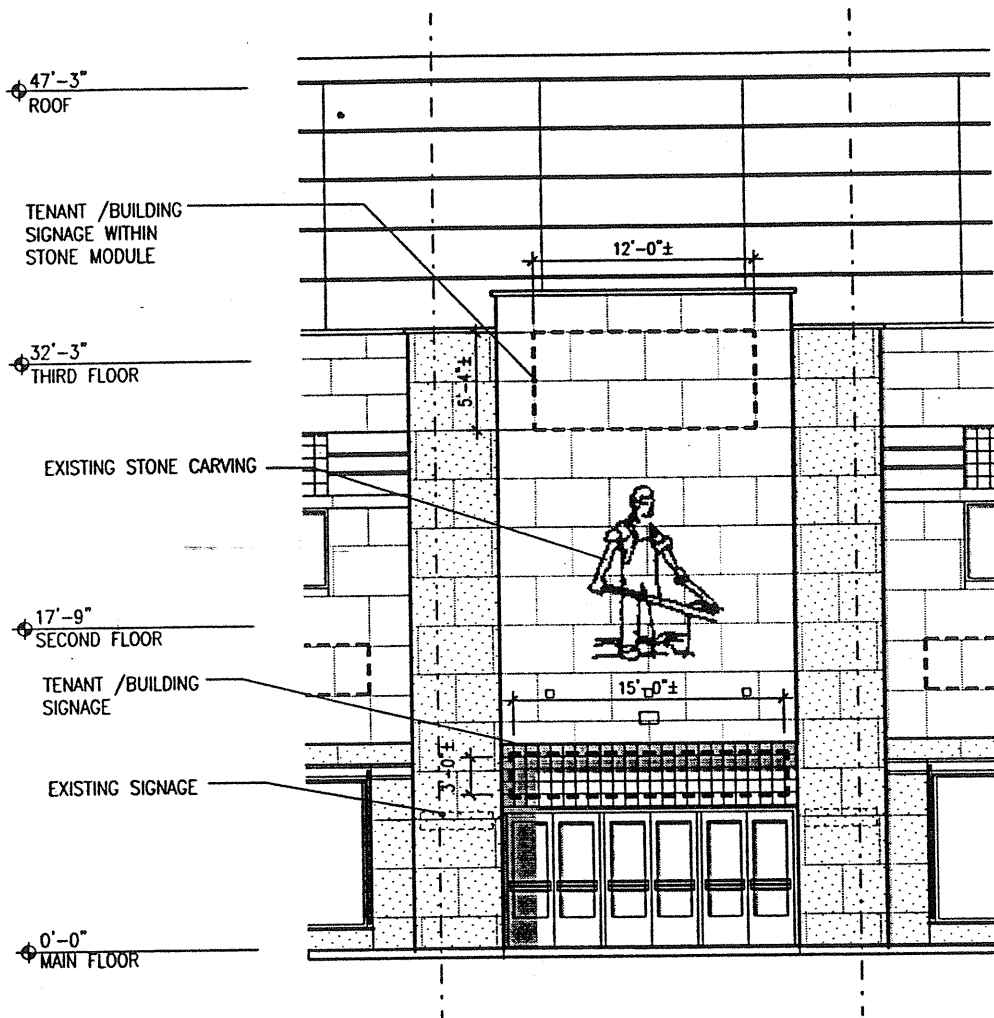 47'-3"
ROOF
TENANT /BUILDING
SIGNAGE WITHIN
STONE MODULE
12'-0"±
32'-3"
THIRD FLOOR
5'-4"±
EXISTING STONE CARVING
17'-9"
SECOND FLOOR
TENANT /BUILDING
SIGNAGE
15'-0"±
3'-0"±
EXISTING SIGNAGE
0'-0"
MAIN FLOOR